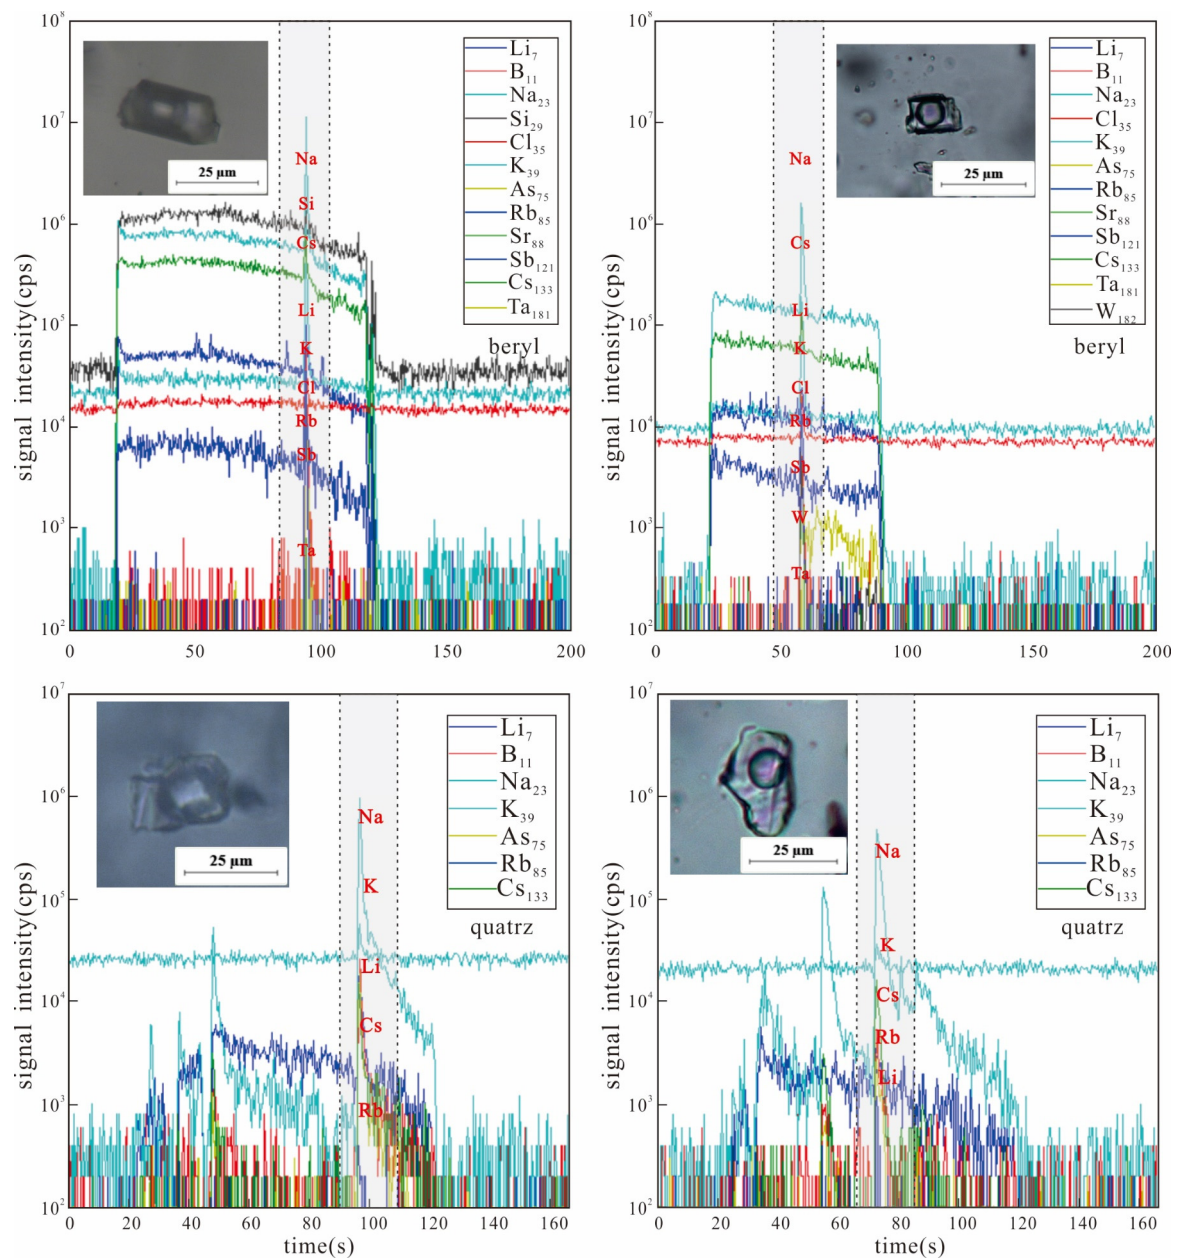 signal intensity(cps)
10⁸
10⁷
10⁶
10⁵
10⁴
10³
10²
25 μm
Na
Si
Cs
Li
K
Cl
Rb
Sb
Ta
Li₇
B₁₁
Na₂₃
Si₂₉
Cl₃₅
K₃₉
As₇₅
Rb₈₅
Sr₈₈
Sb₁₂₁
Cs₁₃₃
Ta₁₈₁
beryl
0 50 100 150 200
signal intensity(cps)
10⁸
10⁷
10⁶
10⁵
10⁴
10³
10²
25 μm
Na
Cs
Li
K
Cl
Rb
Sb
W
Ta
Li₇
B₁₁
Na₂₃
Cl₃₅
K₃₉
As₇₅
Rb₈₅
Sr₈₈
Sb₁₂₁
Cs₁₃₃
Ta₁₈₁
W₁₈₂
beryl
0 50 100 150 200
signal intensity(cps)
10⁷
10⁶
10⁵
10⁴
10³
10²
25 μm
Na
K
Li
Cs
Rb
Li₇
B₁₁
Na₂₃
K₃₉
As₇₅
Rb₈₅
Cs₁₃₃
quatrz
0 20 40 60 80 100 120 140 160
time(s)
signal intensity(cps)
10⁷
10⁶
10⁵
10⁴
10³
10²
25 μm
Na
K
Cs
Rb
Li
Li₇
B₁₁
Na₂₃
K₃₉
As₇₅
Rb₈₅
Cs₁₃₃
quatrz
0 20 40 60 80 100 120 140 160
time(s)